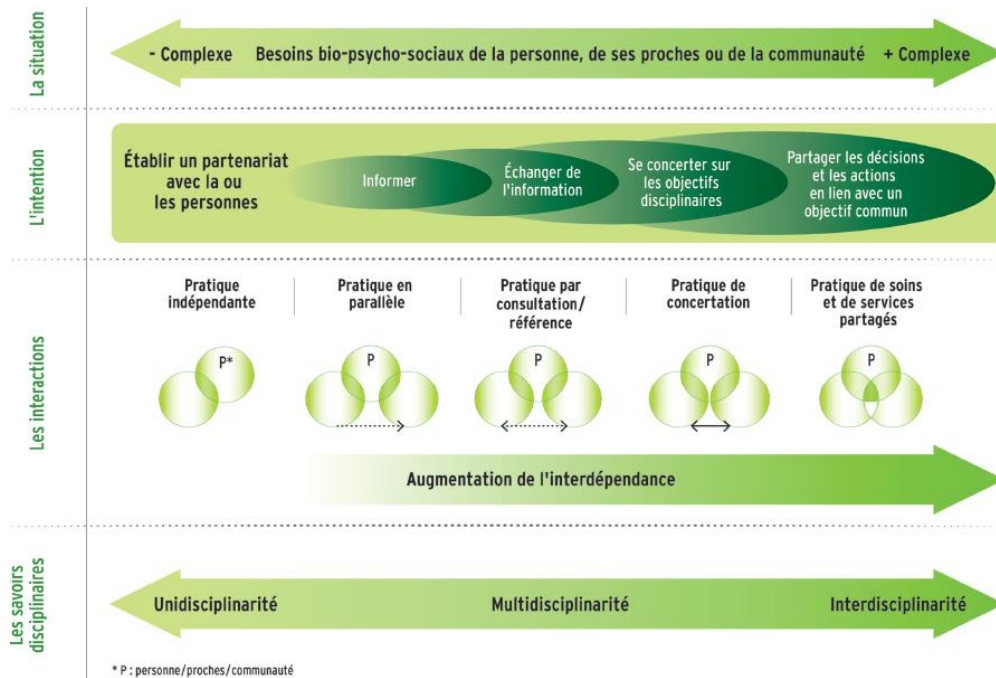 La situation
- Complexe Besoins bio-psycho-sociaux de la personne, de ses proches ou de la communauté + Complexe
L'intention
Établir un partenariat
avec la ou
les personnes
Informer
Échanger de
l'information
Se concerter sur
les objectifs
disciplinaires
Partager les décisions
et les actions
en lien avec un
objectif commun
Les interactions
Pratique
indépendante
Pratique en
parallèle
Pratique par
consultation/
référence
Pratique de
concertation
Pratique de soins
et de services
partagés
P*
P
P
P
P
Augmentation de l'interdépendance
Les savoirs
disciplinaires
Unidisciplinarité
Multidisciplinarité
Interdisciplinarité
* P : personne/proches/communauté